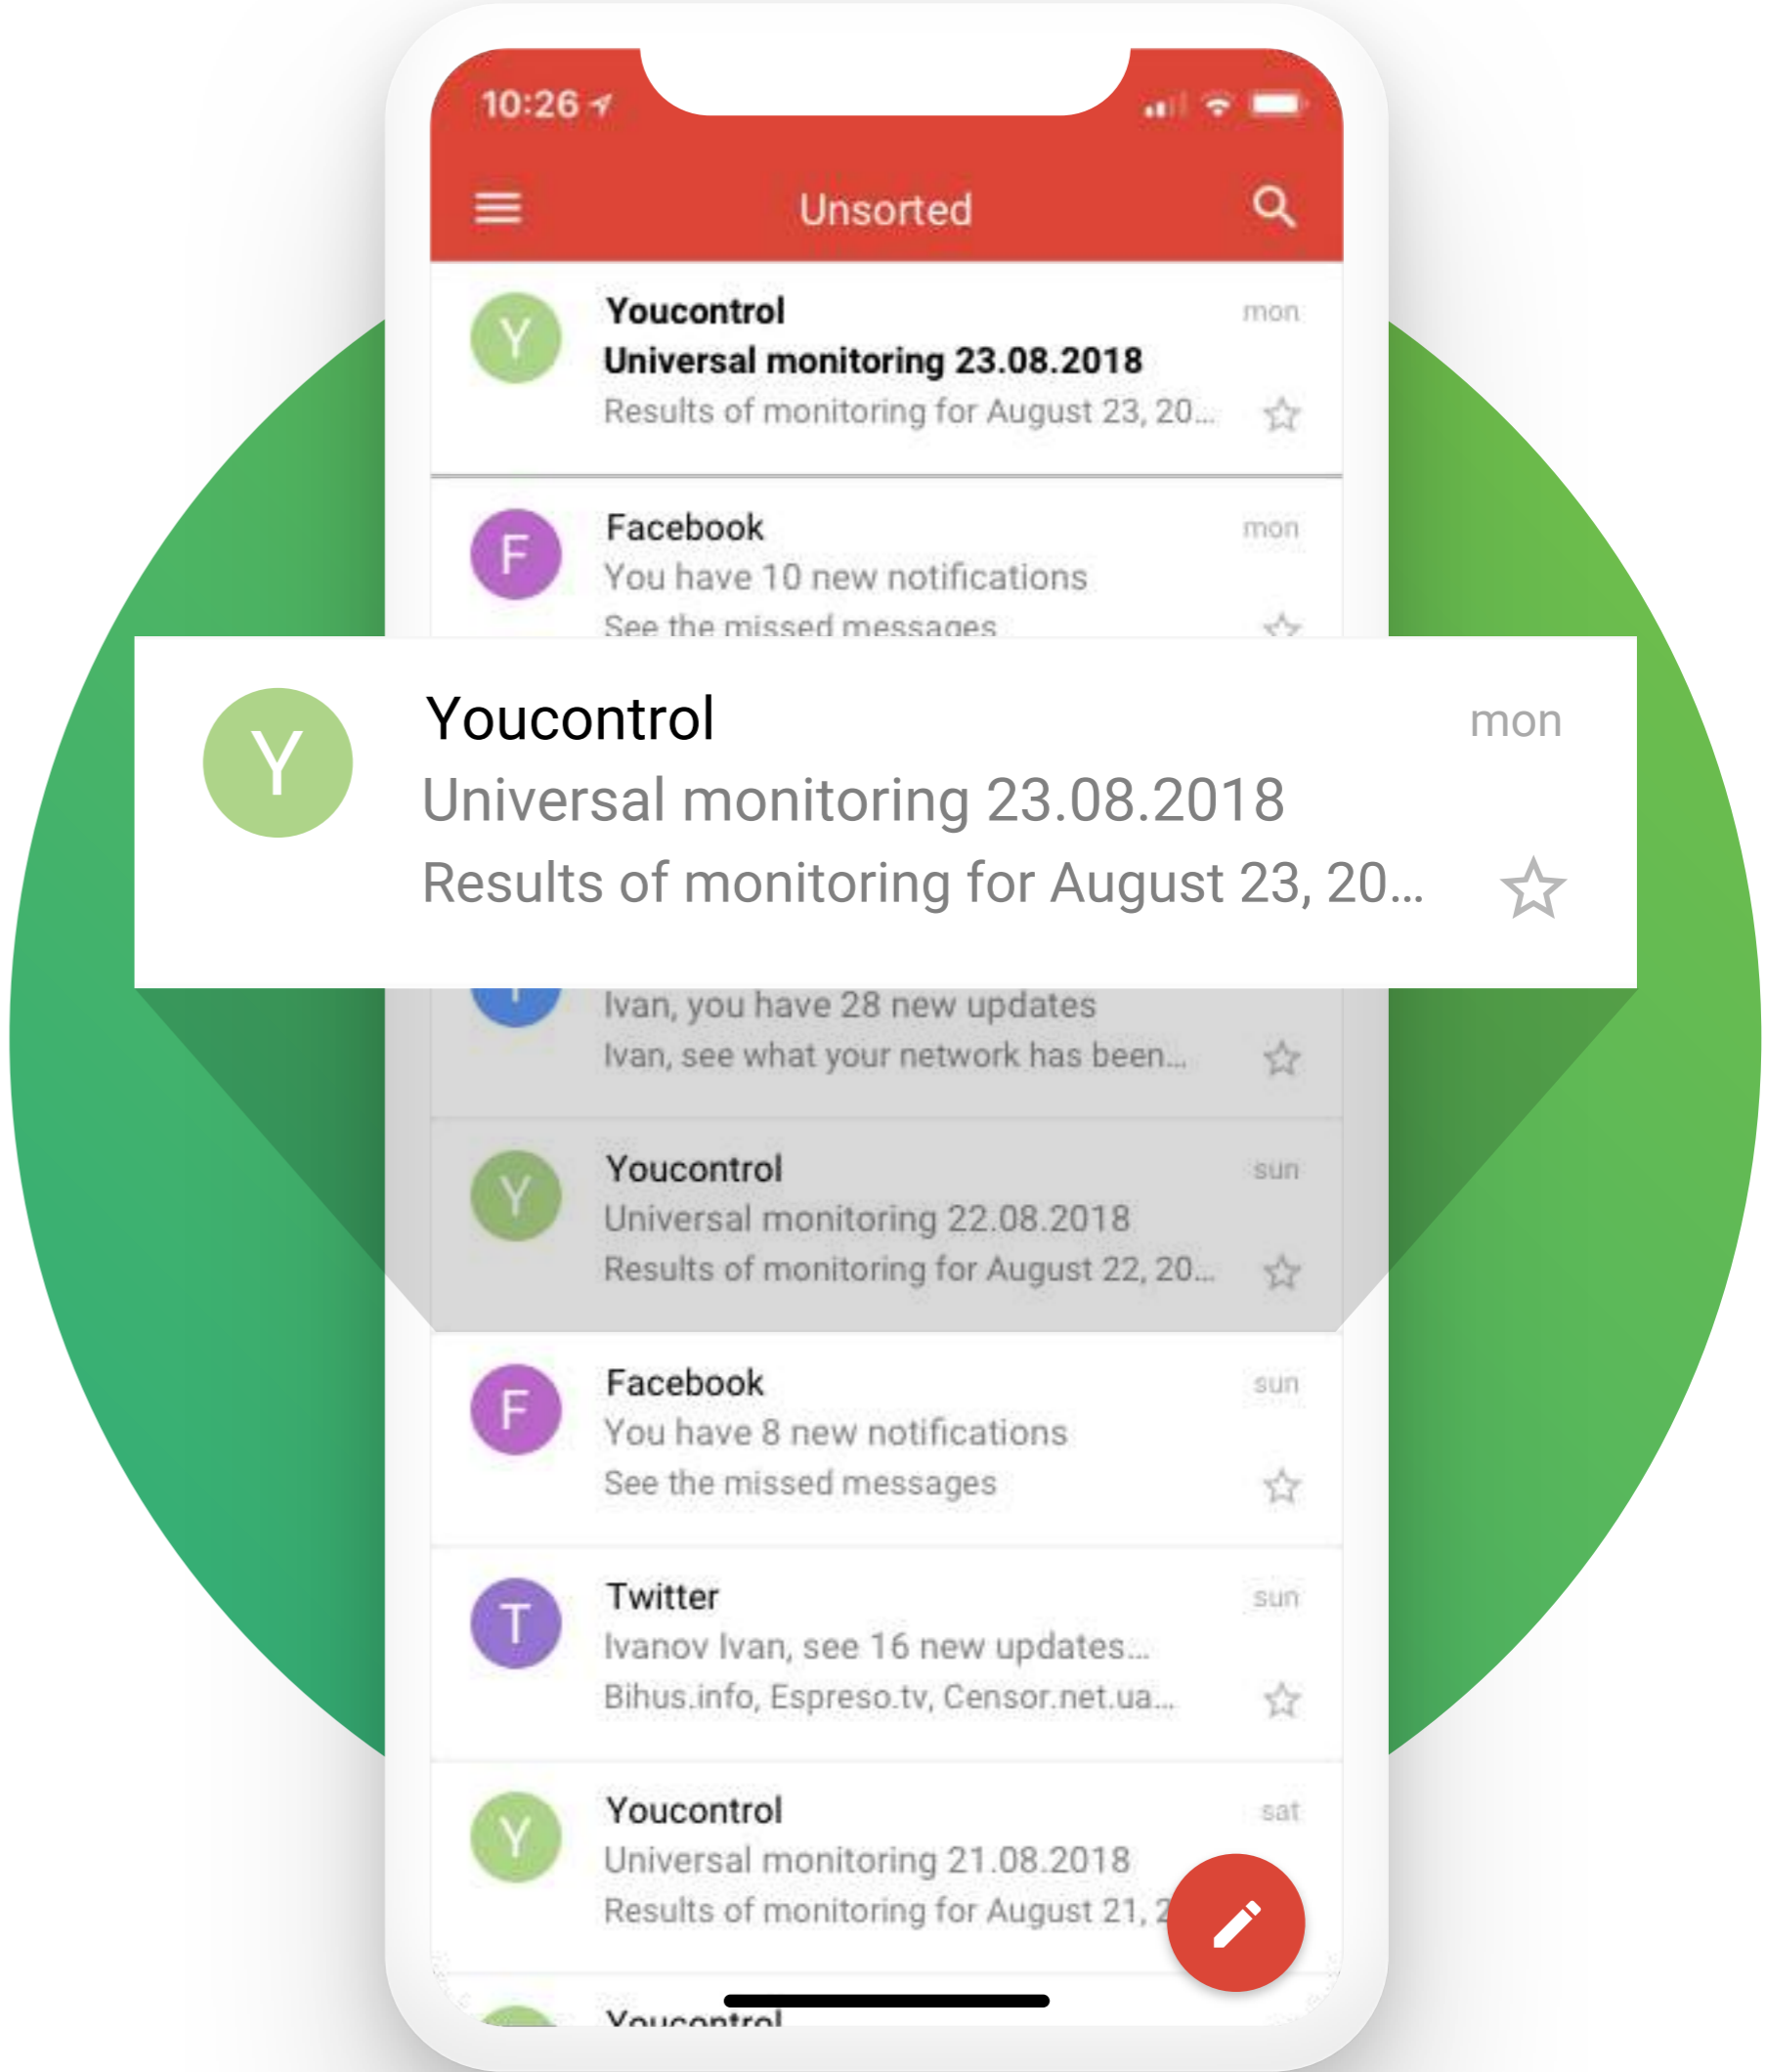 10:26
Unsorted
Y
Youcontrol
mon
Universal monitoring 23.08.2018
Results of monitoring for August 23, 20...
F
Facebook
mon
You have 10 new notifications
See the missed messages
Y
Youcontrol
mon
Universal monitoring 23.08.2018
Results of monitoring for August 23, 20...
Ivan, you have 28 new updates
Ivan, see what your network has been...
Y
Youcontrol
sun
Universal monitoring 22.08.2018
Results of monitoring for August 22, 20...
F
Facebook
sun
You have 8 new notifications
See the missed messages
T
Twitter
sun
Ivanov Ivan, see 16 new updates...
Bihus.info, Espreso.tv, Censor.net.ua...
Y
Youcontrol
sat
Universal monitoring 21.08.2018
Results of monitoring for August 21, 2
Youcontrol